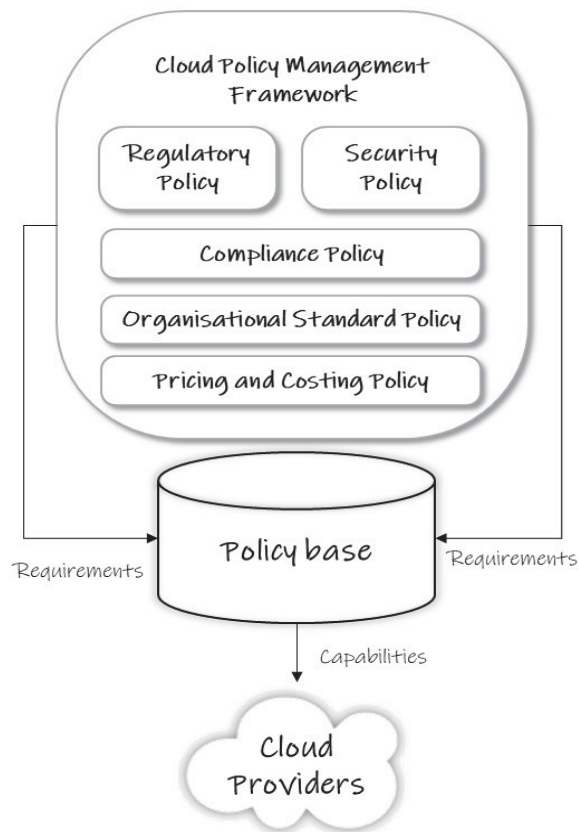 Cloud Policy Management
Framework
Regulatory
Policy
Security
Policy
Compliance Policy
Organisational Standard Policy
Pricing and Costing Policy
Policy base
Requirements
Requirements
Capabilities
Cloud
Providers